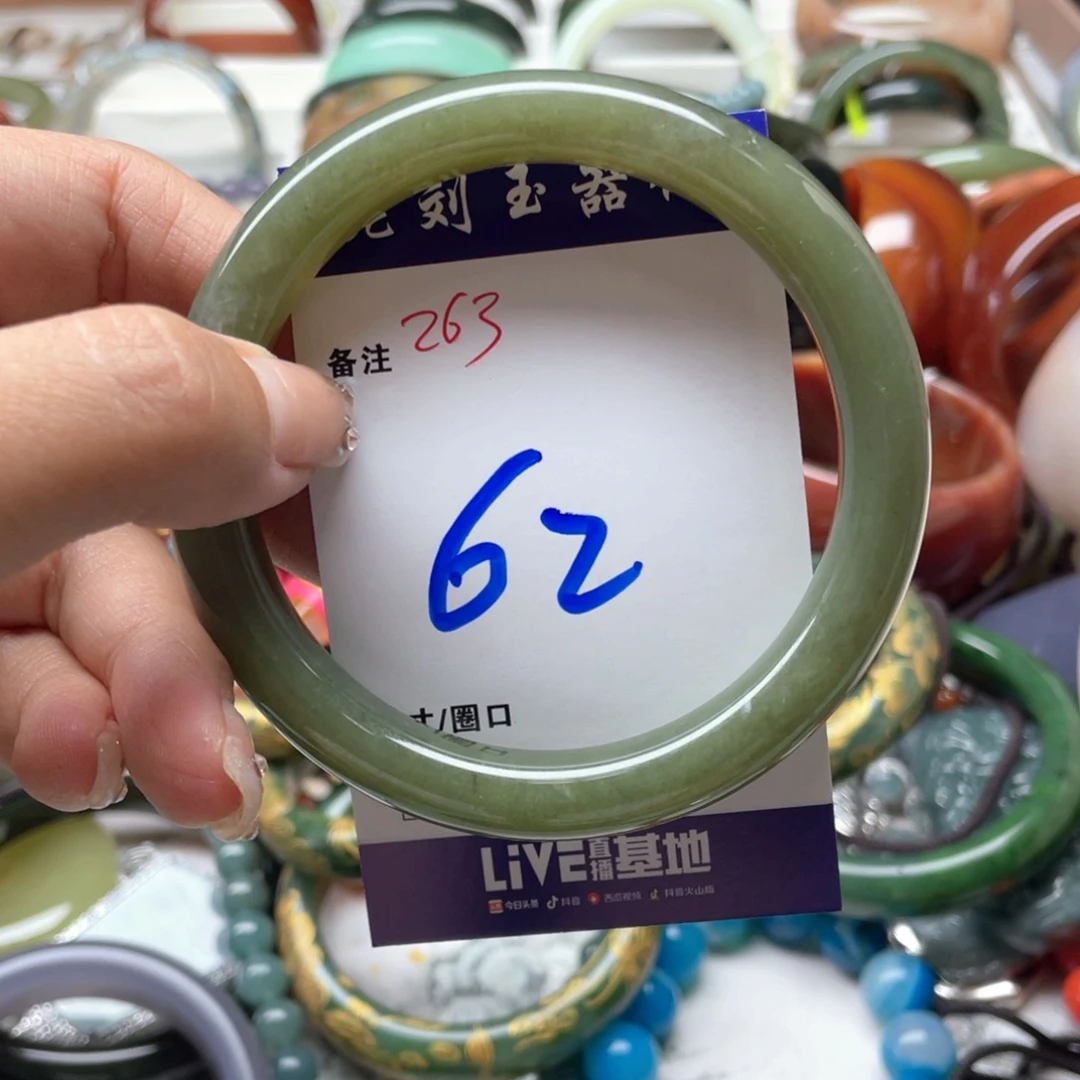 刻玉器
备注 263
62
寸/圈口
LiVE直播基地
今日头条 抖音 西瓜视频 抖音火山版